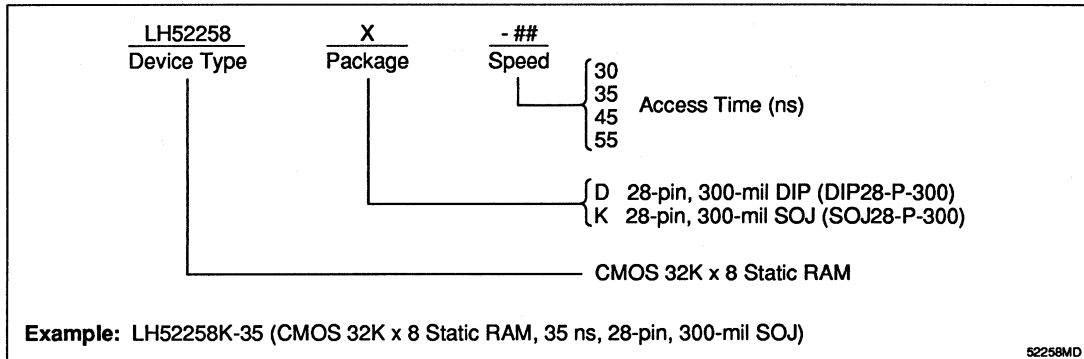 LH52258 X - ##
Device Type Package Speed
30
35
45
55
Access Time (ns)
D 28-pin, 300-mil DIP (DIP28-P-300)
K 28-pin, 300-mil SOJ (SOJ28-P-300)
CMOS 32K x 8 Static RAM
Example: LH52258K-35 (CMOS 32K x 8 Static RAM, 35 ns, 28-pin, 300-mil SOJ)
52258MD